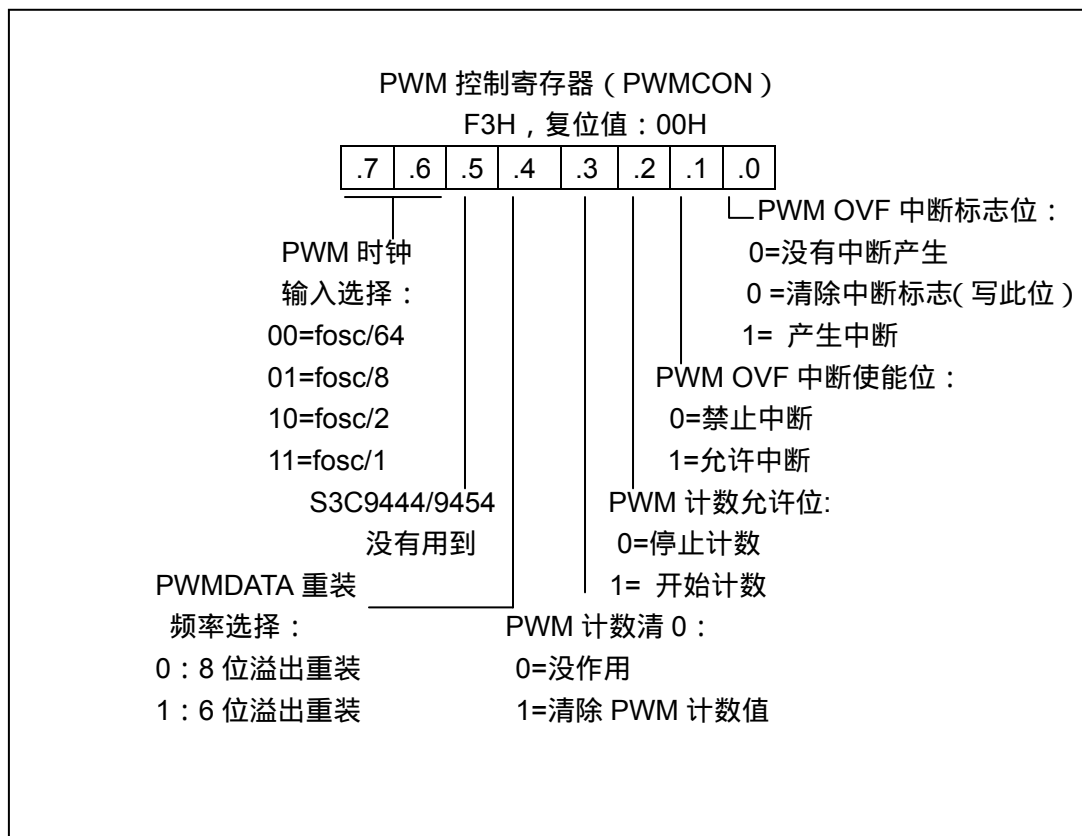 PWM 控制寄存器（PWMCON）
F3H，复位值：00H
.7 .6 .5 .4 .3 .2 .1 .0
PWM OVF 中断标志位：
0=没有中断产生
0 =清除中断标志(写此位)
1= 产生中断
PWM OVF 中断使能位：
0=禁止中断
1=允许中断
PWM 计数允许位:
0=停止计数
1= 开始计数
PWM 计数清 0：
0=没作用
1=清除 PWM 计数值
PWM 时钟
输入选择：
00=fosc/64
01=fosc/8
10=fosc/2
11=fosc/1
S3C9444/9454
没有用到
PWMDATA 重装
频率选择：
0：8 位溢出重装
1：6 位溢出重装